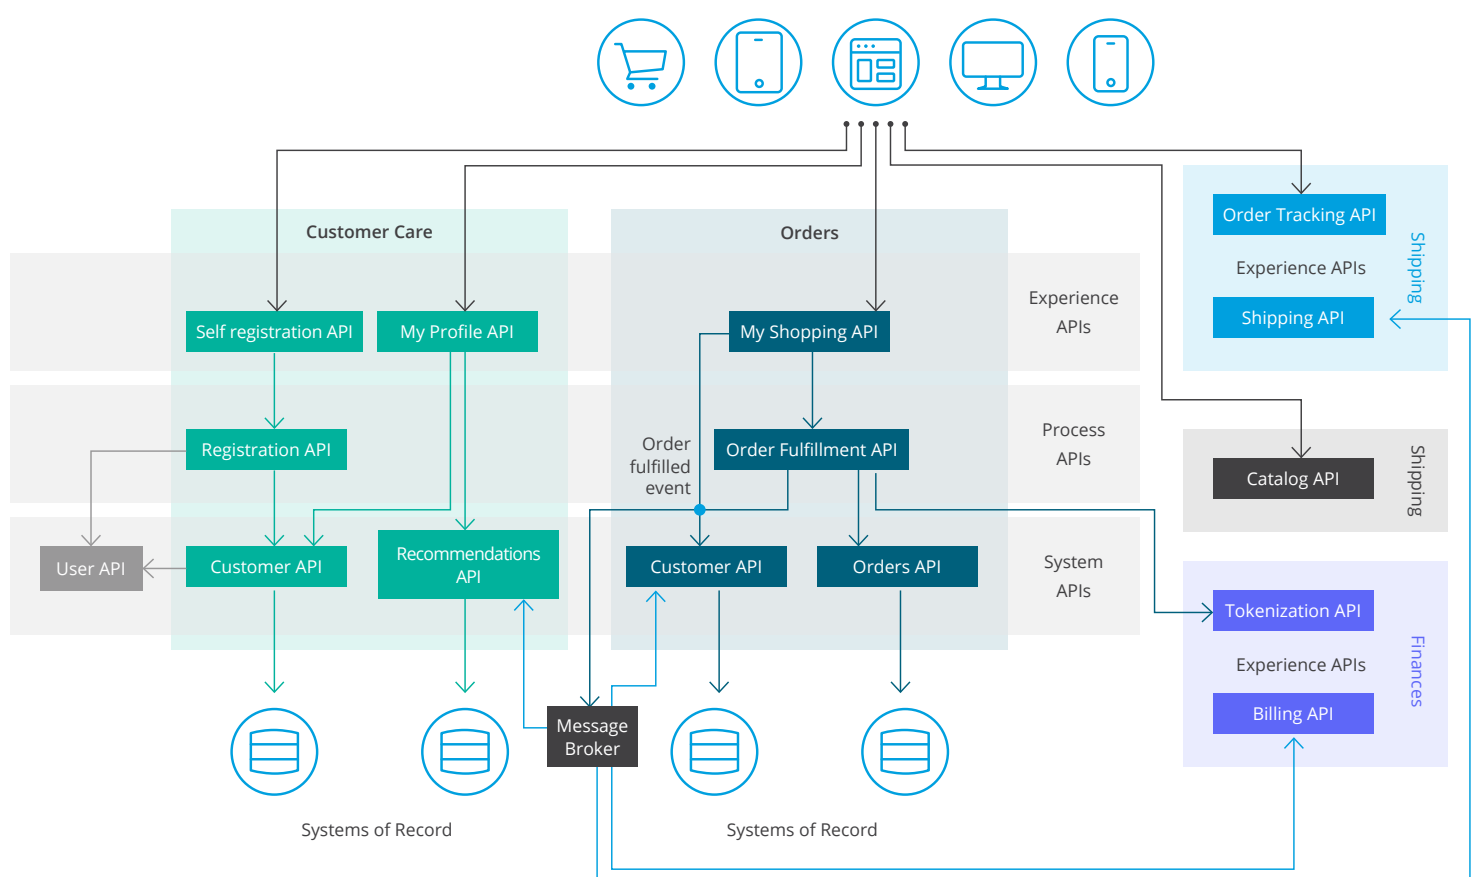 Customer Care
Orders
Order Tracking API
Experience APIs
Shipping API
Shipping
Self registration API
My Profile API
My Shopping API
Experience
APIs
Registration API
Order
fulfilled
event
Order Fulfillment API
Process
APIs
Catalog API
Shipping
User API
Customer API
Recommendations
API
Customer API
Orders API
System
APIs
Tokenization API
Experience APIs
Billing API
Finances
Message
Broker
Systems of Record
Systems of Record